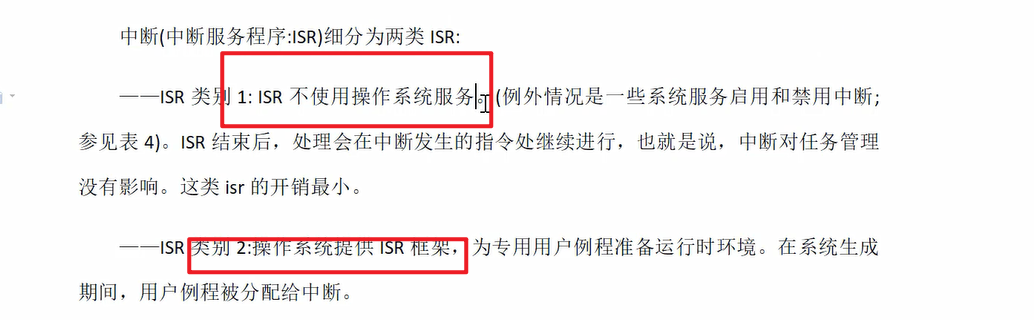 中断(中断服务程序:ISR)细分为两类 ISR:
——ISR 类别 1: ISR 不使用操作系统服务。(例外情况是一些系统服务启用和禁用中断;
参见表 4)。ISR 结束后，处理会在中断发生的指令处继续进行，也就是说，中断对任务管理
没有影响。这类 isr 的开销最小。
——ISR 类别 2:操作系统提供 ISR 框架，为专用用户例程准备运行时环境。在系统生成
期间，用户例程被分配给中断。